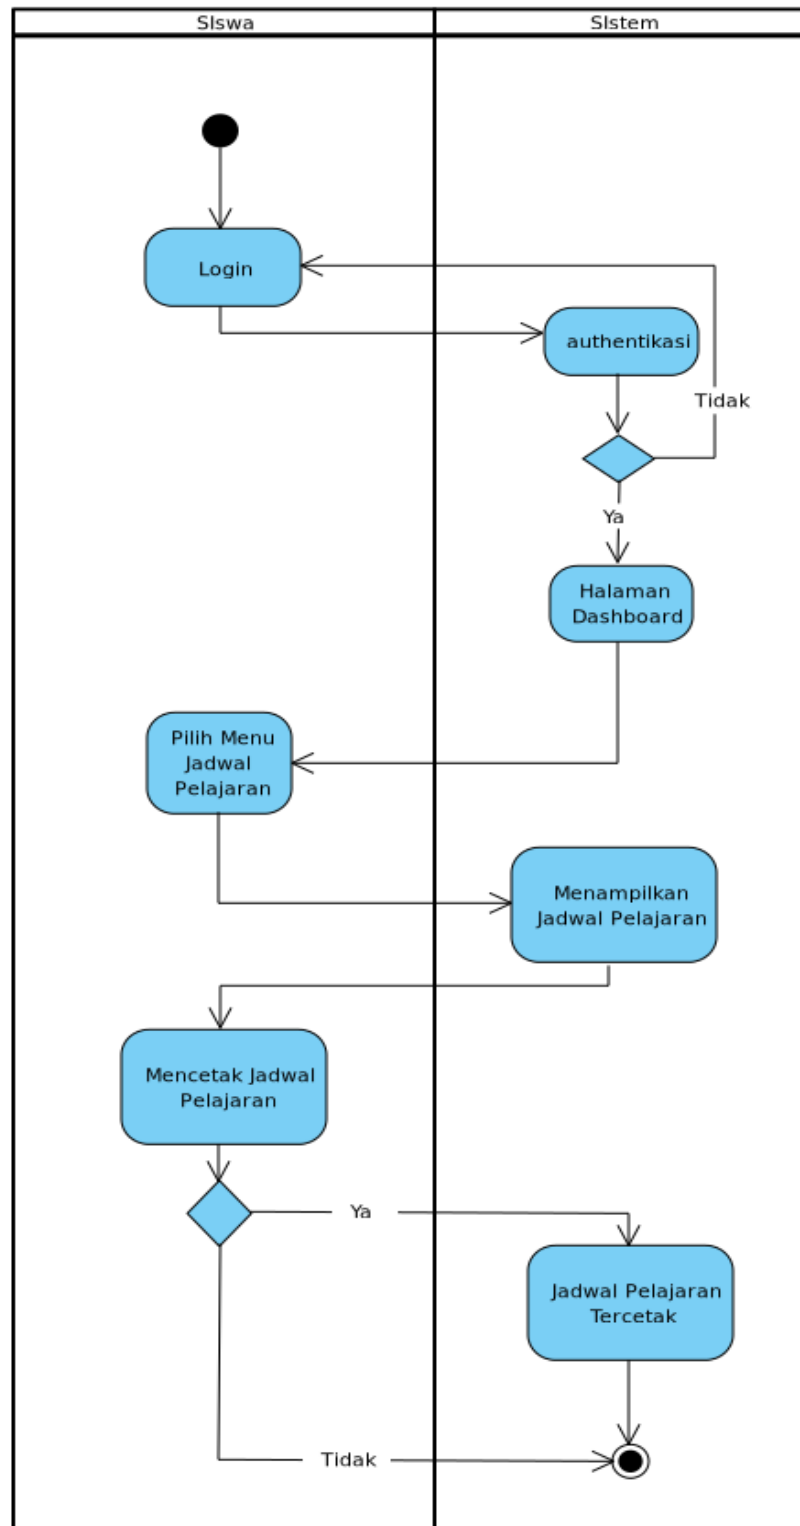 SIswa
SIstem
Login
authentikasi
Tidak
Ya
Halaman
Dashboard
Pilih Menu
Jadwal
Pelajaran
Menampilkan
Jadwal Pelajaran
Mencetak Jadwal
Pelajaran
Ya
Jadwal Pelajaran
Tercetak
Tidak